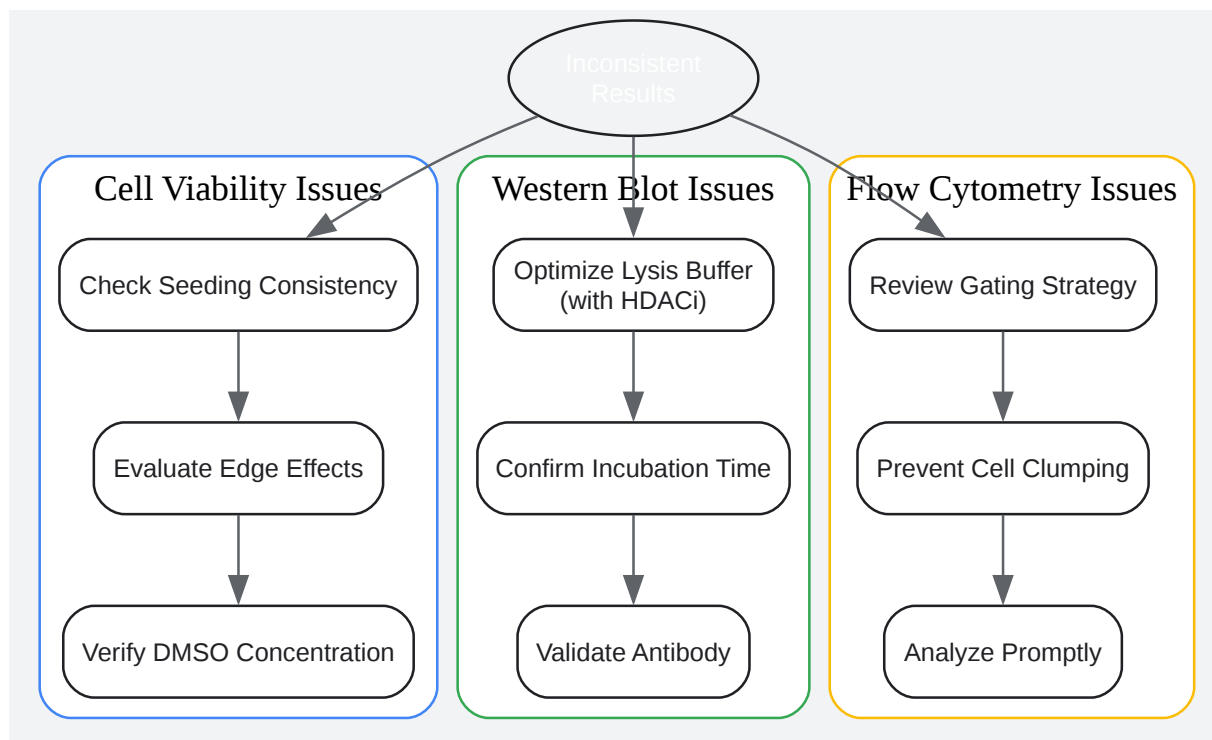 Inconsistent
Results
Cell Viability Issues
Check Seeding Consistency
Evaluate Edge Effects
Verify DMSO Concentration
Western Blot Issues
Optimize Lysis Buffer
(with HDACi)
Confirm Incubation Time
Validate Antibody
Flow Cytometry Issues
Review Gating Strategy
Prevent Cell Clumping
Analyze Promptly